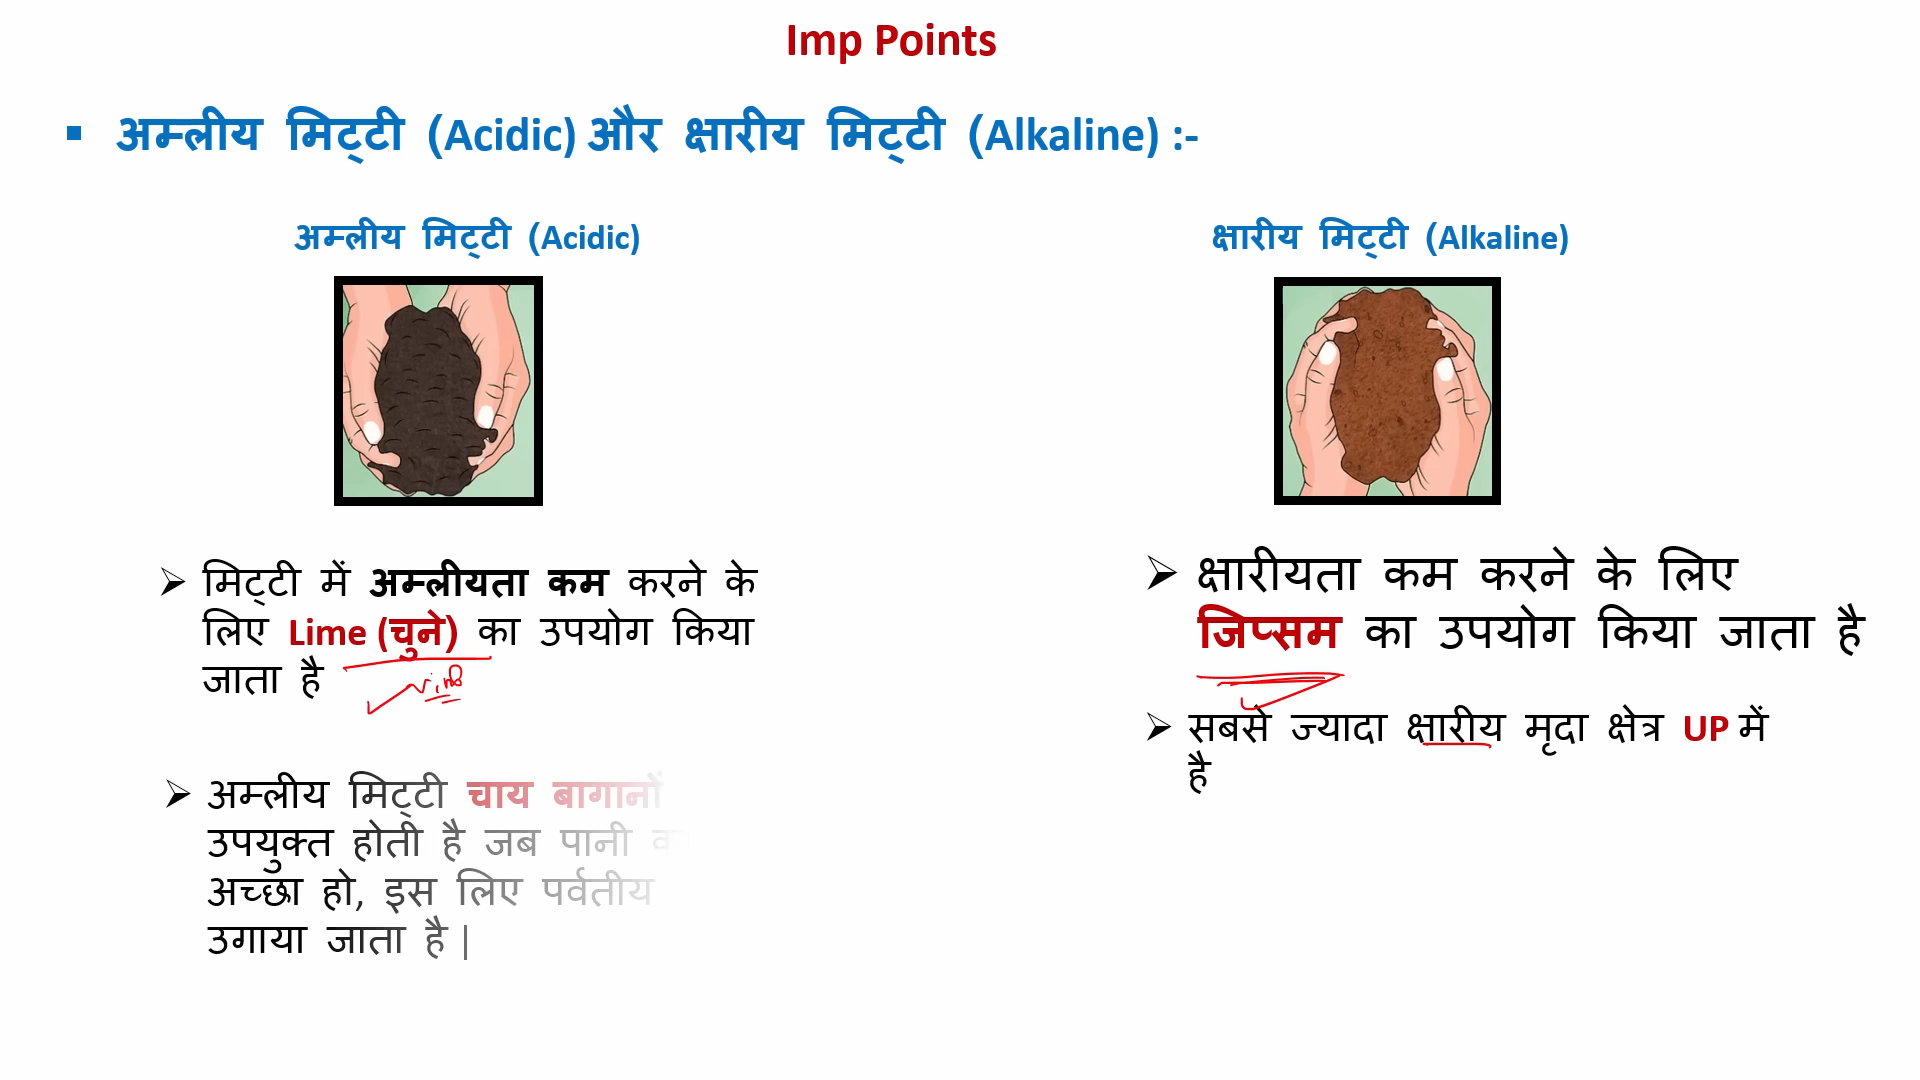 Imp Points
▪ अम्लीय मिट्टी (Acidic) और क्षारीय मिट्टी (Alkaline) :-
अम्लीय मिट्टी (Acidic)
मिट्टी में अम्लीयता कम करने के
लिए Lime (चुने) का उपयोग किया
जाता है
अम्लीय मिट्टी चाय बागानों
उपयुक्त होती है जब पानी
अच्छा हो, इस लिए पर्वतीय
उगाया जाता है |
क्षारीय मिट्टी (Alkaline)
क्षारीयता कम करने के लिए
जिप्सम का उपयोग किया जाता है
सबसे ज्यादा क्षारीय मृदा क्षेत्र UP में
है